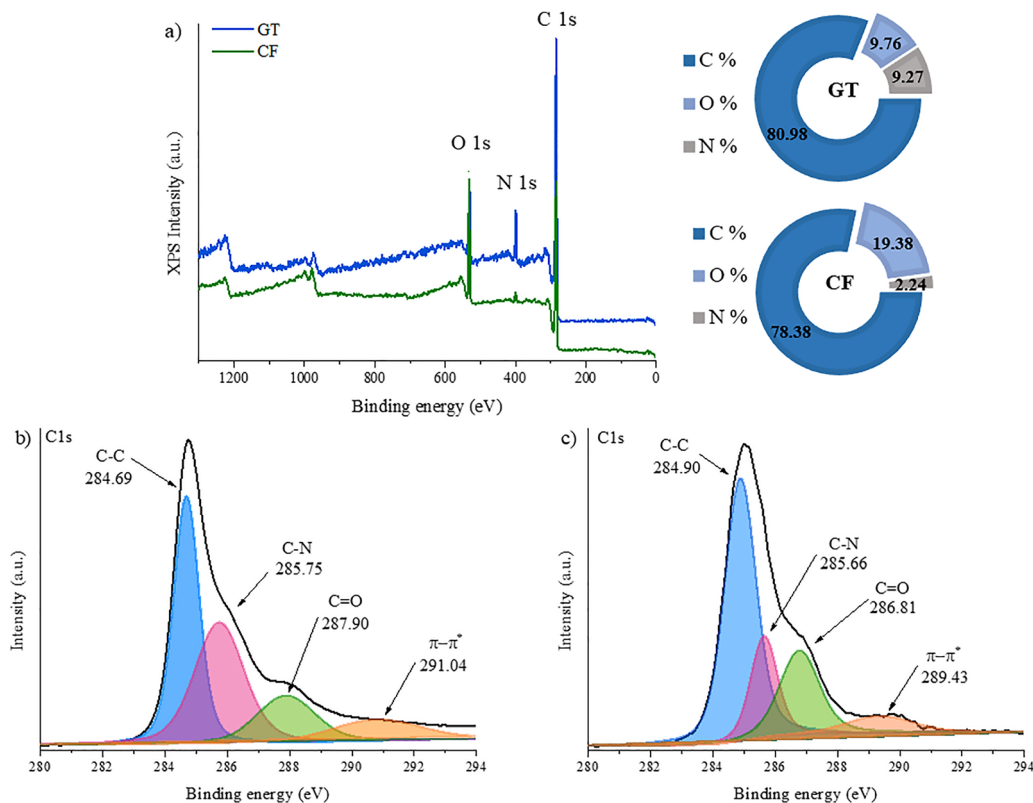 a)
GT
CF
C 1s
O 1s
N 1s
XPS Intensity (a.u.)
1200
1000
800
600
400
200
0
Binding energy (eV)
C %
O %
N %
GT
9.76
9.27
80.98
C %
O %
N %
CF
19.38
2.24
78.38
b)
C1s
C-C
284.69
C-N
285.75
C=O
287.90
π–π*
291.04
Intensity (a.u.)
280
282
284
286
288
290
292
294
Binding energy (eV)
c)
C1s
C-C
284.90
C-N
285.66
C=O
286.81
π–π*
289.43
Intensity (a.u.)
280
282
284
286
288
290
292
294
Binding energy (eV)